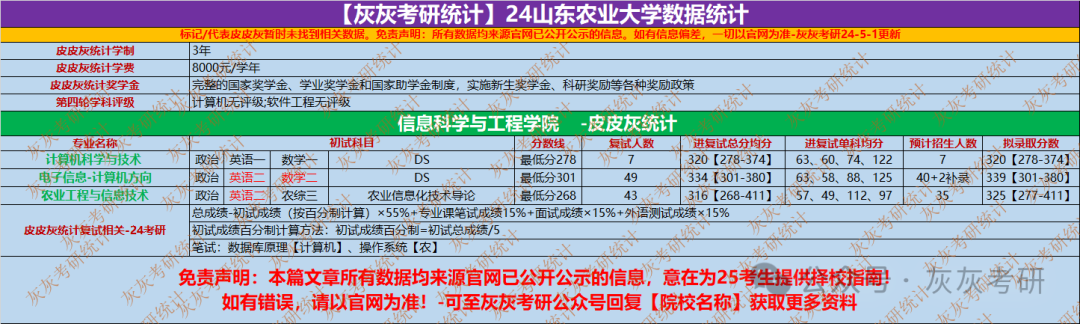 【灰灰考研统计】24山东农业大学数据统计
标记/代表皮皮灰暂时未找到相关数据。免责声明：所有数据均来源官网已公开公示的信息。如有信息偏差，一切以官网为准-灰灰考研24-5-1更新
皮皮灰统计学制 3年
皮皮灰统计学费 8000元/学年
皮皮灰统计奖学金 完整的国家奖学金、学业奖学金和国家助学金制度，实施新生奖学金、科研奖励等各种奖励政策
第四轮学科评级 计算机无评级;软件工程无评级
信息科学与工程学院 -皮皮灰统计
专业名称 初试科目 分数线 复试人数 进复试总分均分 进复试单科均分 预计招生人数 拟录取分数
计算机科学与技术 政治 英语一 数学一 DS 最低分278 7 320【278-374】 63、60、74、122 7 320【278-374】
电子信息-计算机方向 政治 英语二 数学二 DS 最低分301 49 334【301-380】 63、58、88、125 40+2补录 339【301-380】
农业工程与信息技术 政治 英语二 农综三 农业信息化技术导论 最低分268 43 316【268-411】 57、49、112、97 35 325【277-411】
皮皮灰统计复试相关-24考研
总成绩-初试成绩（按百分制计算）×55%+专业课笔试成绩15%+面试成绩×15%+外语测试成绩×15%
初试成绩百分制计算方法：初试成绩百分制=初试总成绩/5
笔试：数据库原理【计算机】、操作系统【农】
免责声明：本篇文章所有数据均来源官网已公开公示的信息，意在为25考生提供择校指南!
如有错误，请以官网为准！-可至灰灰考研公众号回复【院校名称】获取更多资料
公众号 · 灰灰考研